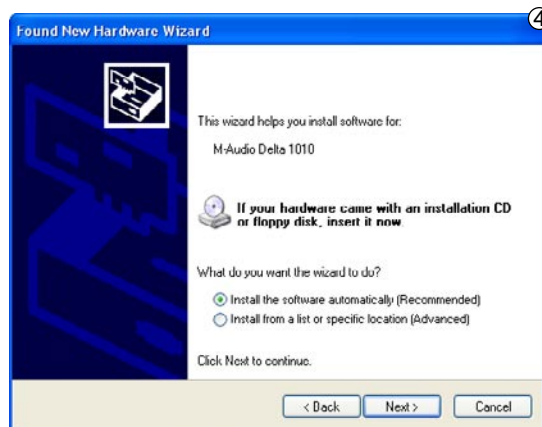 ④
Found New Hardware Wizard
This wizard helps you install software for:
M-Audio Delta 1010
If your hardware came with an installation CD
or floppy disk, insert it now.
What do you want the wizard to do?
Install the software automatically (Recommended)
Install from a list or specific location (Advanced)
Click Next to continue.
< Back Next > Cancel